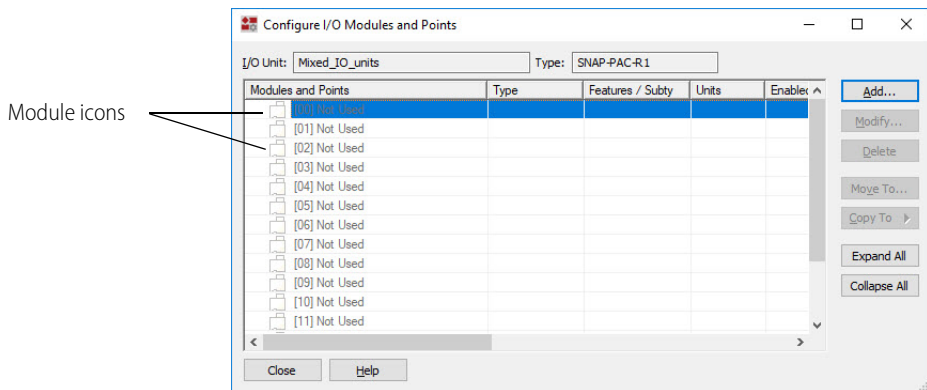 Configure I/O Modules and Points
I/O Unit: Mixed_IO_units Type: SNAP-PAC-R1
Modules and Points Type Features / Subty Units Enabled
Add...
Module icons
[00] Not Used
[01] Not Used
Modify...
[02] Not Used
Delete
[03] Not Used
[04] Not Used
Move To...
[05] Not Used
Copy To
[06] Not Used
[07] Not Used
Expand All
[08] Not Used
[09] Not Used
Collapse All
[10] Not Used
[11] Not Used
Close Help